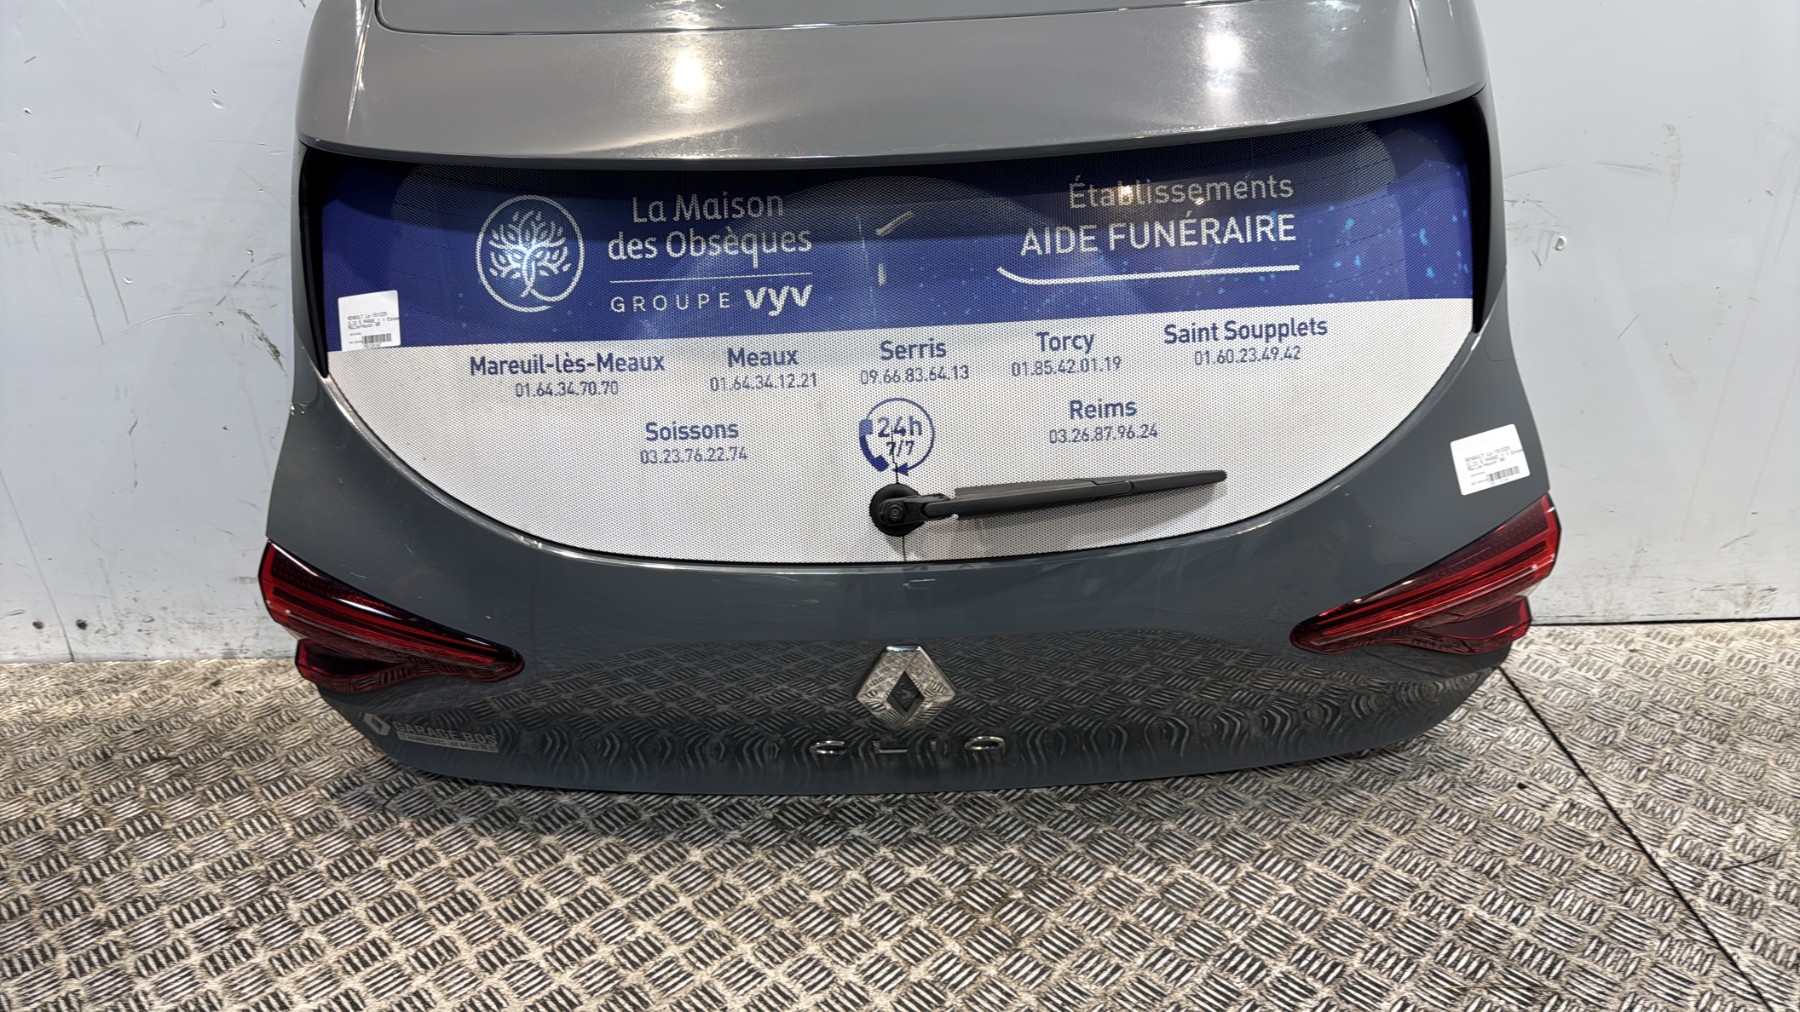 La Maison
des Obsèques
GROUPE vyv
Établissements
AIDE FUNÉRAIRE
Mareuil-lès-Meaux
01.64.34.70.70
Meaux
01.64.34.12.21
Serris
09.66.83.64.13
Torcy
01.85.42.01.19
Saint Soupplets
01.60.23.49.42
Soissons
03.23.76.22.74
24h
7/7
Reims
03.26.87.96.24
GARAGE BOS
CLIO